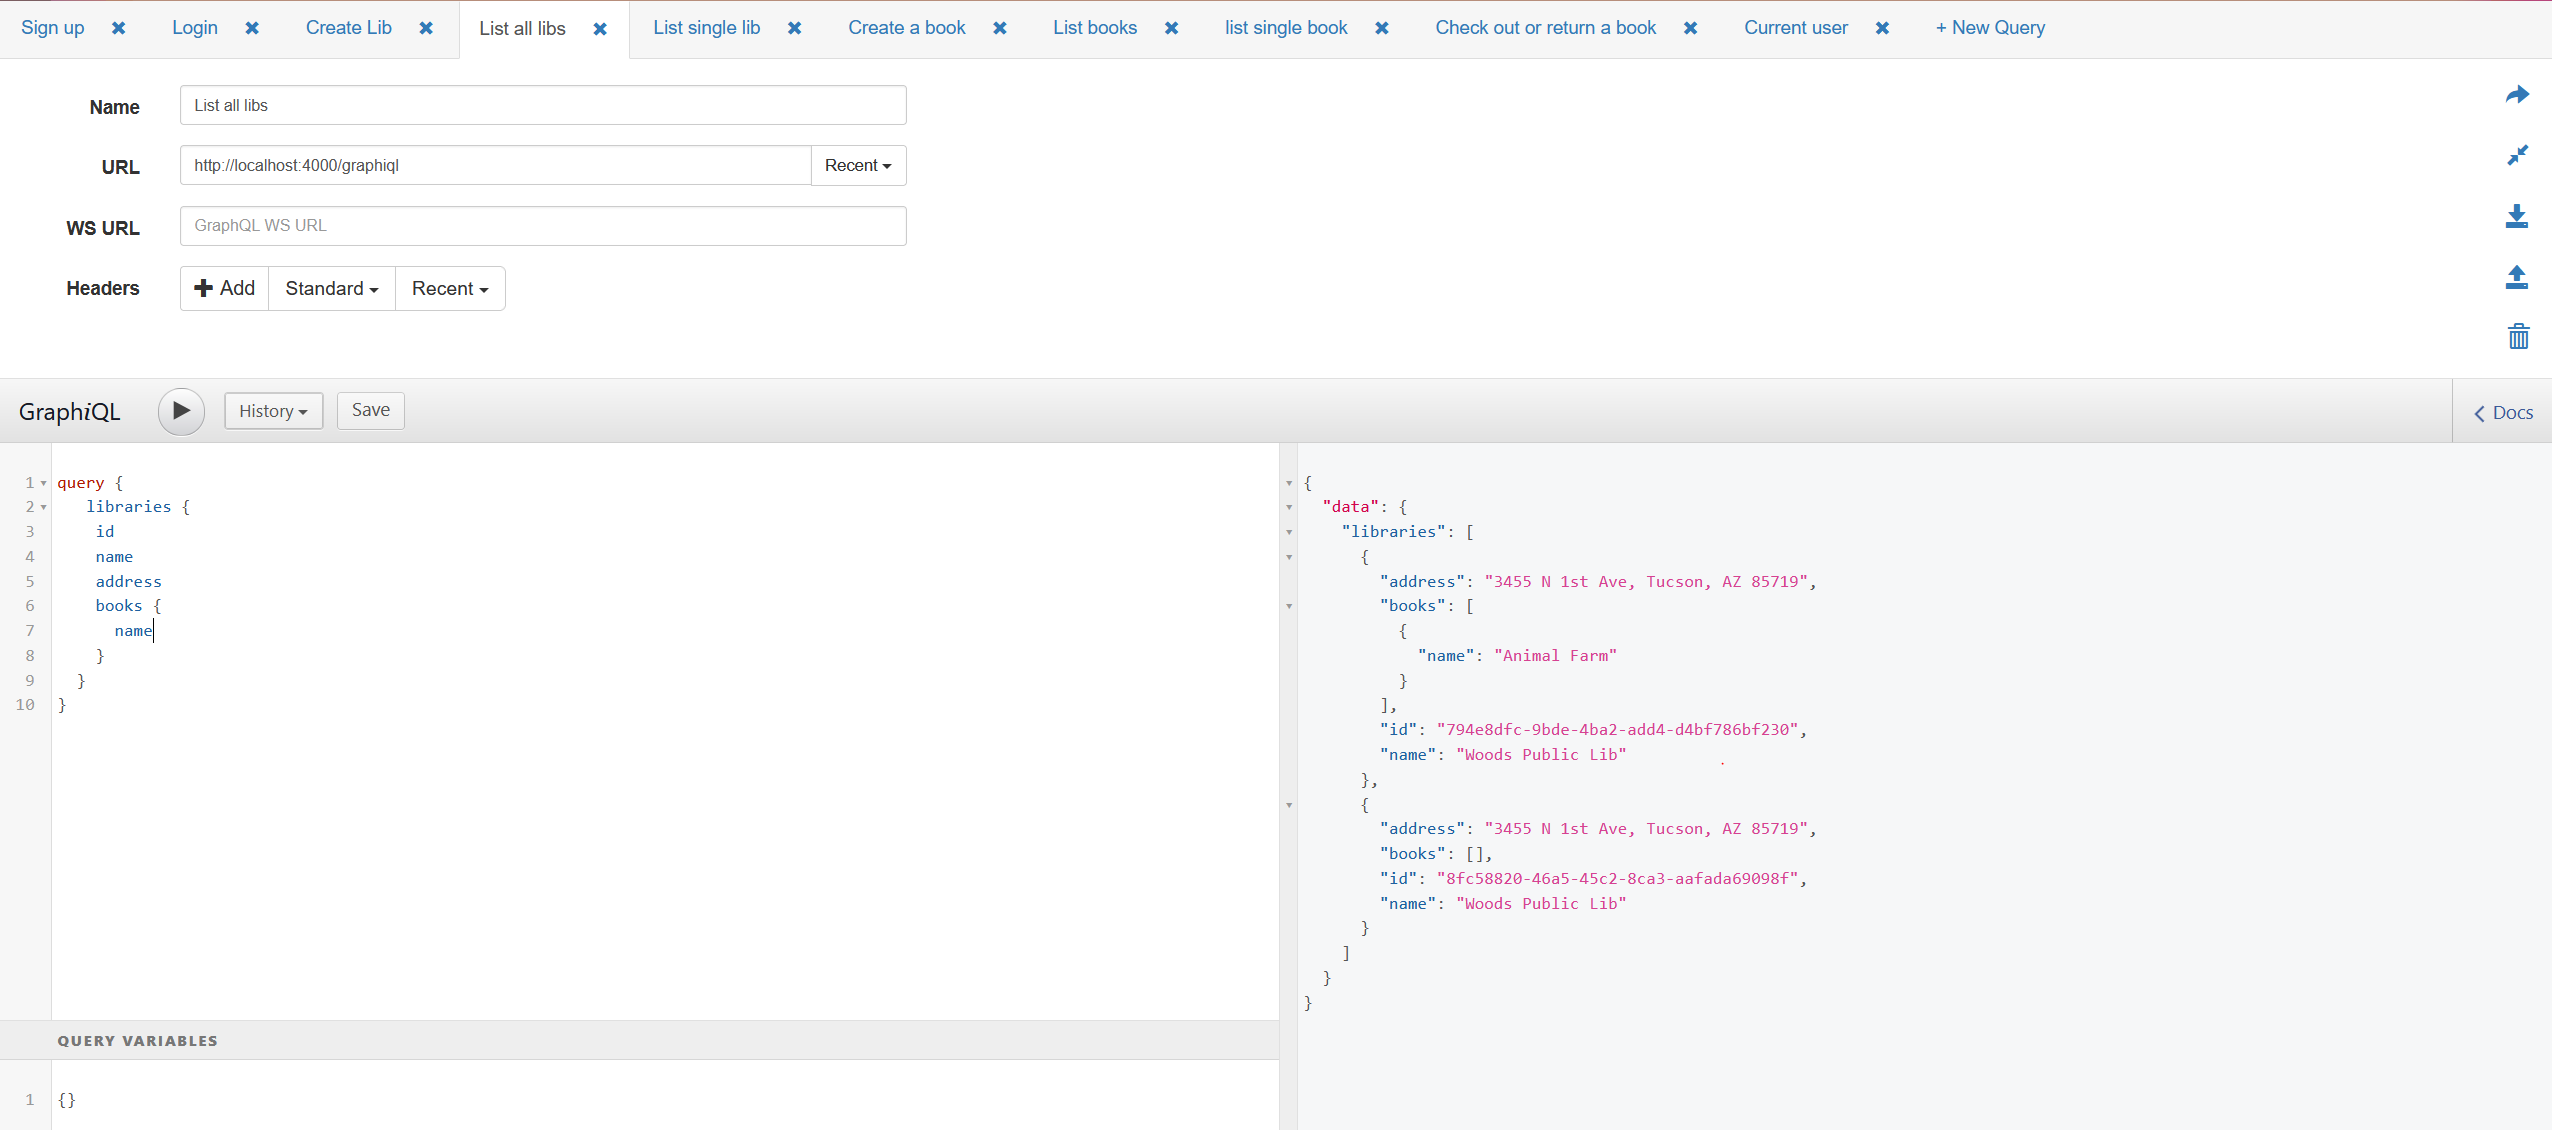 Sign up ✖ Login ✖ Create Lib ✖ List all libs ✖ List single lib ✖ Create a book ✖ List books ✖ list single book ✖ Check out or return a book ✖ Current user ✖ + New Query
Name List all libs
URL http://localhost:4000/graphiql Recent
WS URL GraphQL WS URL
Headers Add Standard Recent
GraphiQL History Save Docs
1 query {
2 libraries {
3 id
4 name
5 address
6 books {
7 name
8 }
9 }
10 }
QUERY VARIABLES
1 {}
{
"data": {
"libraries": [
{
"address": "3455 N 1st Ave, Tucson, AZ 85719",
"books": [
{
"name": "Animal Farm"
}
],
"id": "794e8dfc-9bde-4ba2-add4-d4bf786bf230",
"name": "Woods Public Lib"
},
{
"address": "3455 N 1st Ave, Tucson, AZ 85719",
"books": [],
"id": "8fc58820-46a5-45c2-8ca3-aafada69098f",
"name": "Woods Public Lib"
}
]
}
}